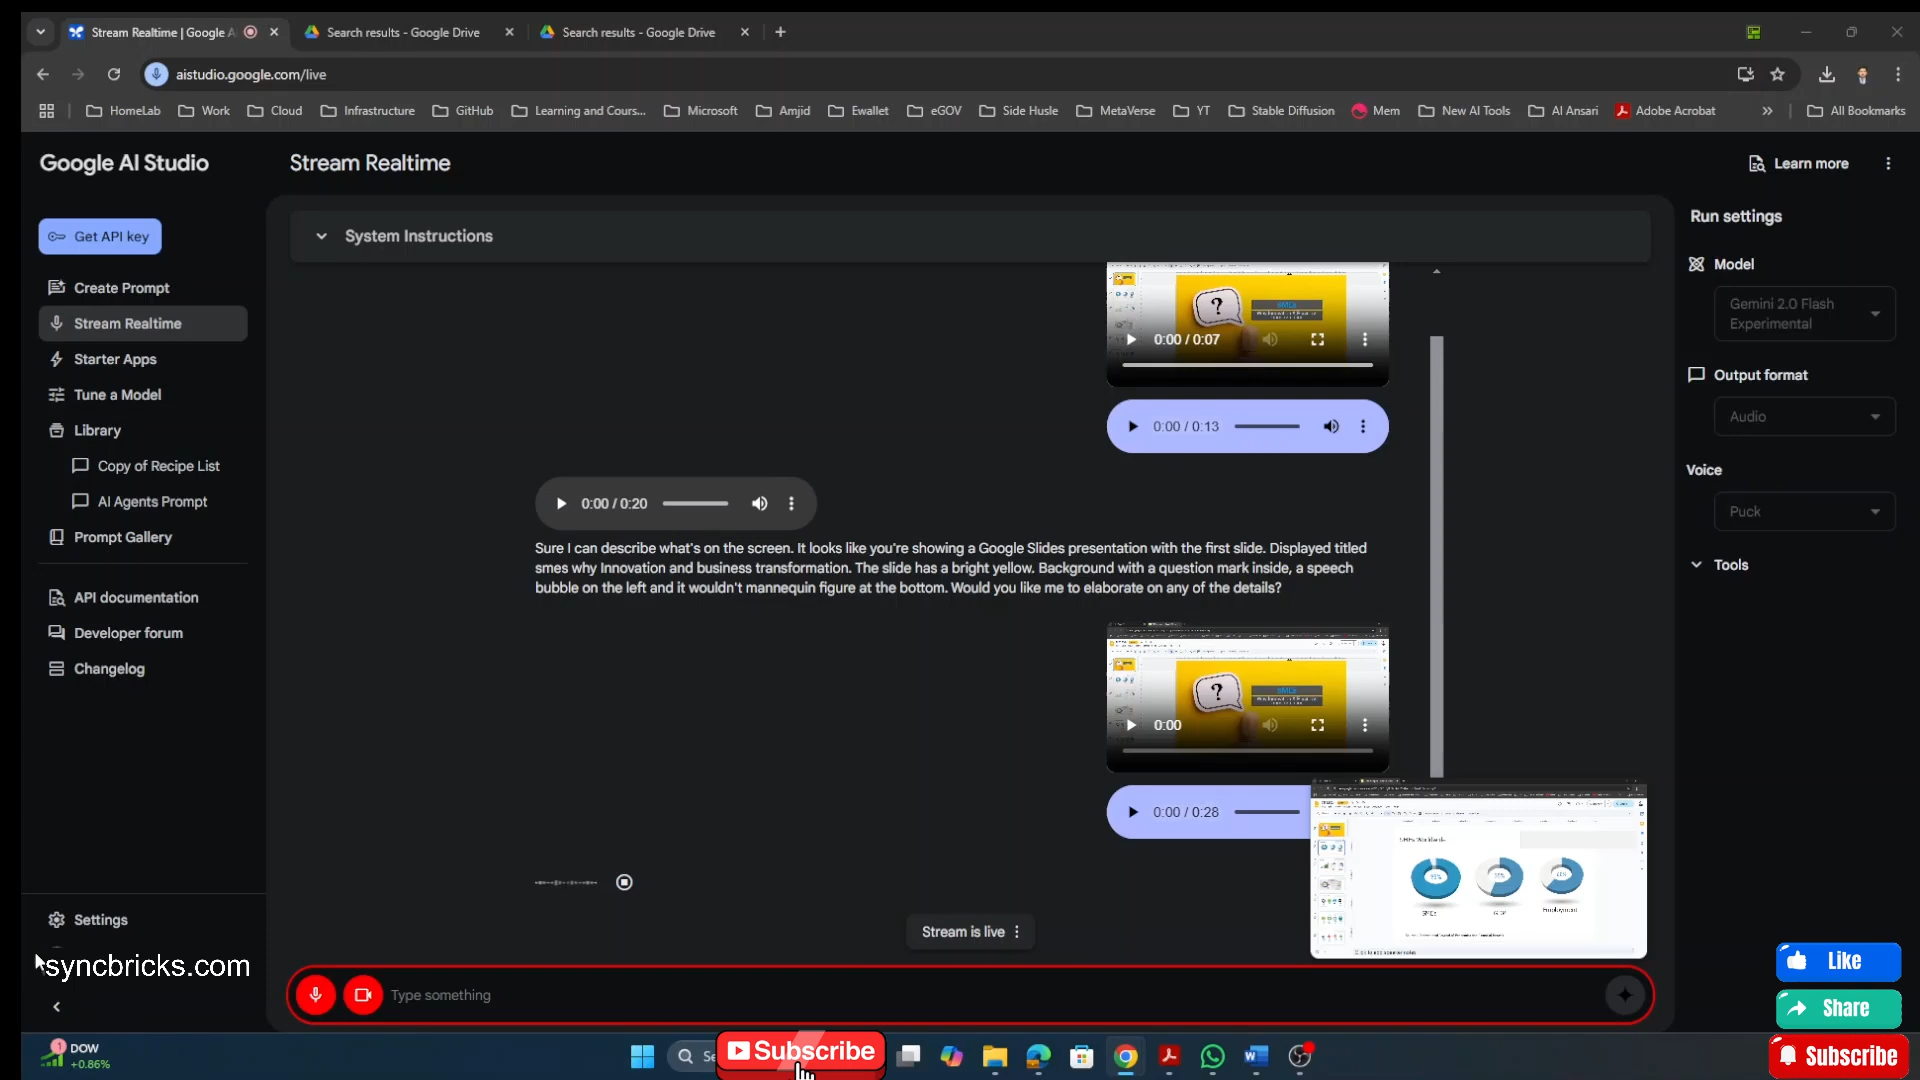 Stream Realtime | Google A
Search results - Google Drive
Search results - Google Drive
aistudio.google.com/live
HomeLab
Work
Cloud
Infrastructure
GitHub
Learning and Cours...
Microsoft
Amjid
Ewallet
eGOV
Side Husle
MetaVerse
YT
Stable Diffusion
Mem
New AI Tools
AI Ansari
Adobe Acrobat
All Bookmarks
Google AI Studio
Stream Realtime
Learn more
Get API key
System Instructions
Run settings
Create Prompt
Stream Realtime
Starter Apps
Tune a Model
Library
Copy of Recipe List
AI Agents Prompt
Prompt Gallery
API documentation
Developer forum
Changelog
Settings
Model
Gemini 2.0 Flash
Experimental
Output format
Audio
Voice
Puck
Tools
?
SMEs
0:00 / 0:07
0:00 / 0:13
0:00 / 0:20
Sure I can describe what's on the screen. It looks like you're showing a Google Slides presentation with the first slide. Displayed titled
smes why Innovation and business transformation. The slide has a bright yellow. Background with a question mark inside, a speech
bubble on the left and it wouldn't mannequin figure at the bottom. Would you like me to elaborate on any of the details?
?
SMEs
0:00
0:00 / 0:28
SMEs Worldwide
SMEs
GDP
Employment
Stream is live
Type something
syncbricks.com
Like
Share
Subscribe
Subscribe
1
DOW
+0.86%